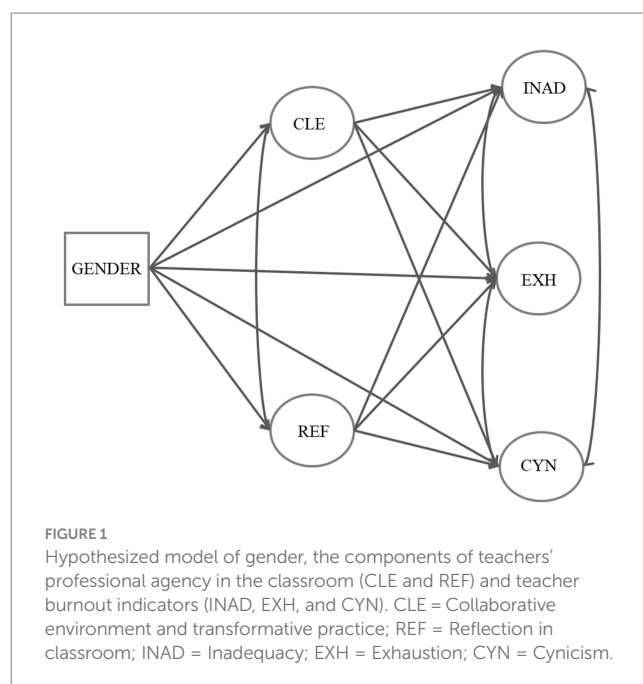 INAD
CLE
GENDER
EXH
REF
CYN
FIGURE 1
Hypothesized model of gender, the components of teachers’
professional agency in the classroom (CLE and REF) and teacher
burnout indicators (INAD, EXH, and CYN). CLE = Collaborative
environment and transformative practice; REF = Reflection in
classroom; INAD = Inadequacy; EXH = Exhaustion; CYN = Cynicism.